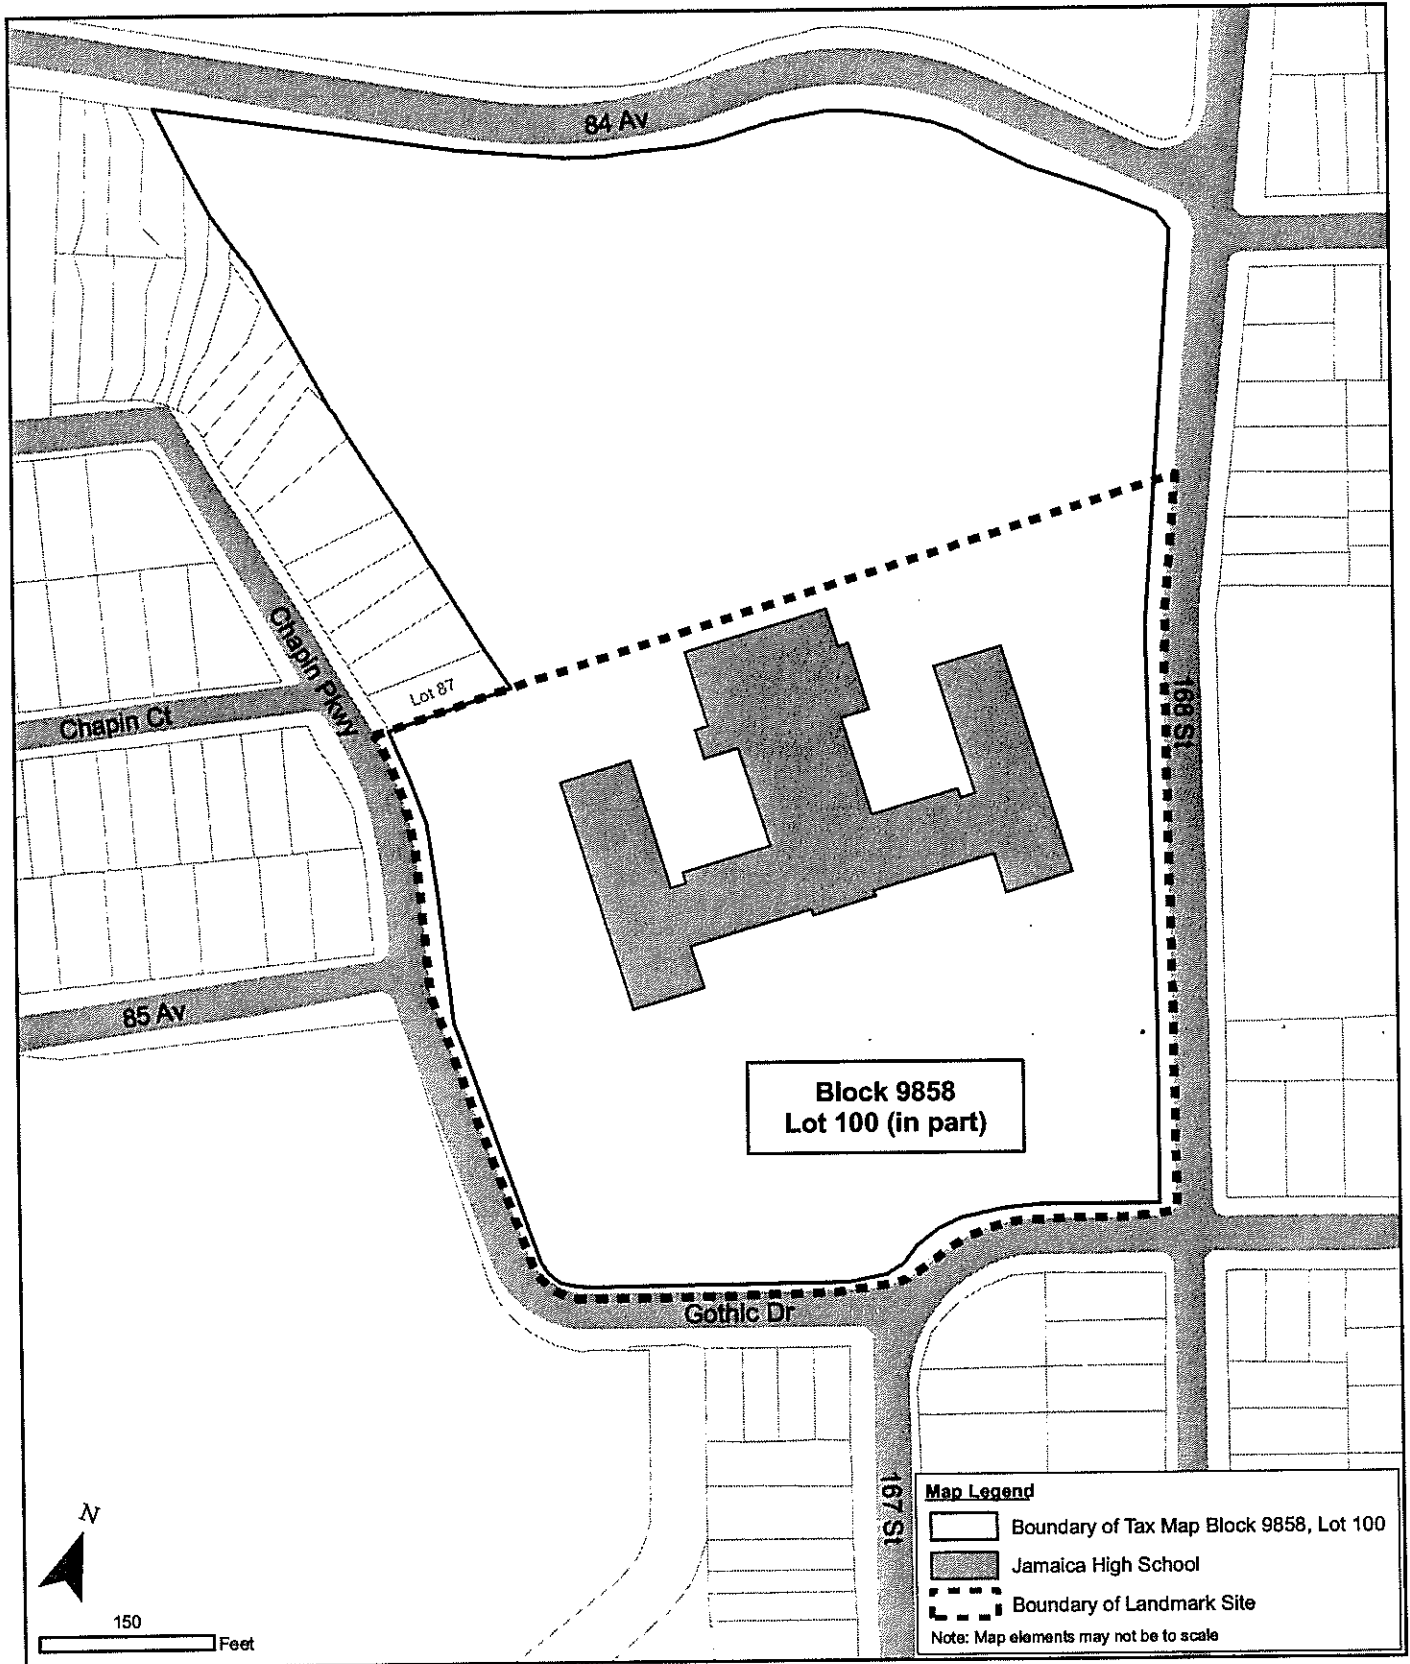 84 Av
Chapin Pkwy
168 St
Lot 87
Chapin Ct
85 Av
Block 9858
Lot 100 (in part)
Gothic Dr
167 St
Map Legend
Boundary of Tax Map Block 9858, Lot 100
Jamaica High School
Boundary of Landmark Site
Note: Map elements may not be to scale
N
150
Feet